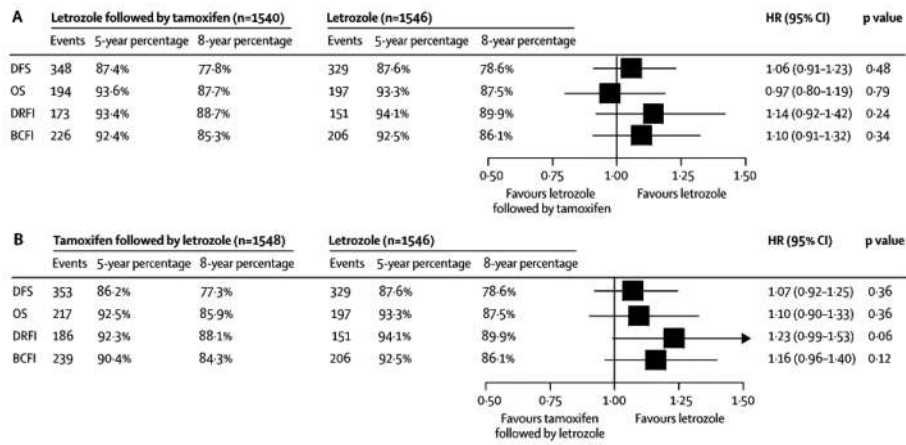 A Letrozole followed by tamoxifen (n=1540) Letrozole (n=1546) HR (95% CI) p value
Events 5-year percentage 8-year percentage Events 5-year percentage 8-year percentage
DFS 348 87·4% 77·8% 329 87·6% 78·6% 1·06 (0·91–1·23) 0·48
OS 194 93·6% 87·7% 197 93·3% 87·5% 0·97 (0·80–1·19) 0·79
DRFI 173 93·4% 88·7% 151 94·1% 89·9% 1·14 (0·92–1·42) 0·24
BCFI 226 92·4% 85·3% 206 92·5% 86·1% 1·10 (0·91–1·32) 0·34
0·50 0·75 1·00 1·25 1·50
Favours letrozole Favours letrozole
followed by tamoxifen
B Tamoxifen followed by letrozole (n=1548) Letrozole (n=1546) HR (95% CI) p value
Events 5-year percentage 8-year percentage Events 5-year percentage 8-year percentage
DFS 353 86·2% 77·3% 329 87·6% 78·6% 1·07 (0·92–1·25) 0·36
OS 217 92·5% 85·9% 197 93·3% 87·5% 1·10 (0·90–1·33) 0·36
DRFI 186 92·3% 88·1% 151 94·1% 89·9% 1·23 (0·99–1·53) 0·06
BCFI 239 90·4% 84·3% 206 92·5% 86·1% 1·16 (0·96–1·40) 0·12
0·50 0·75 1·00 1·25 1·50
Favours tamoxifen Favours letrozole
followed by letrozole